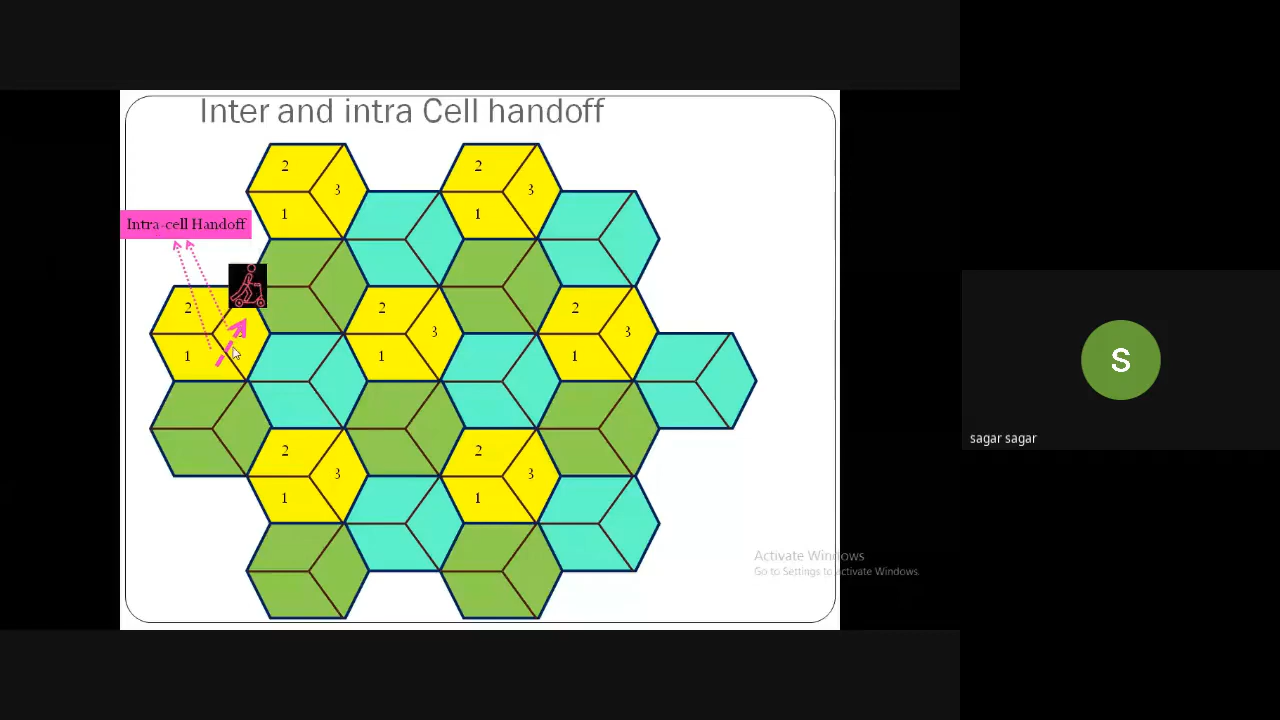 Inter and intra Cell handoff
2 2
3 3
1 1
Intra-cell Handoff
2 2 2
3 3
1 1 1
2 2
3 3
1 1
S
sagar sagar
Activate Windows
Go to Settings to activate Windows.